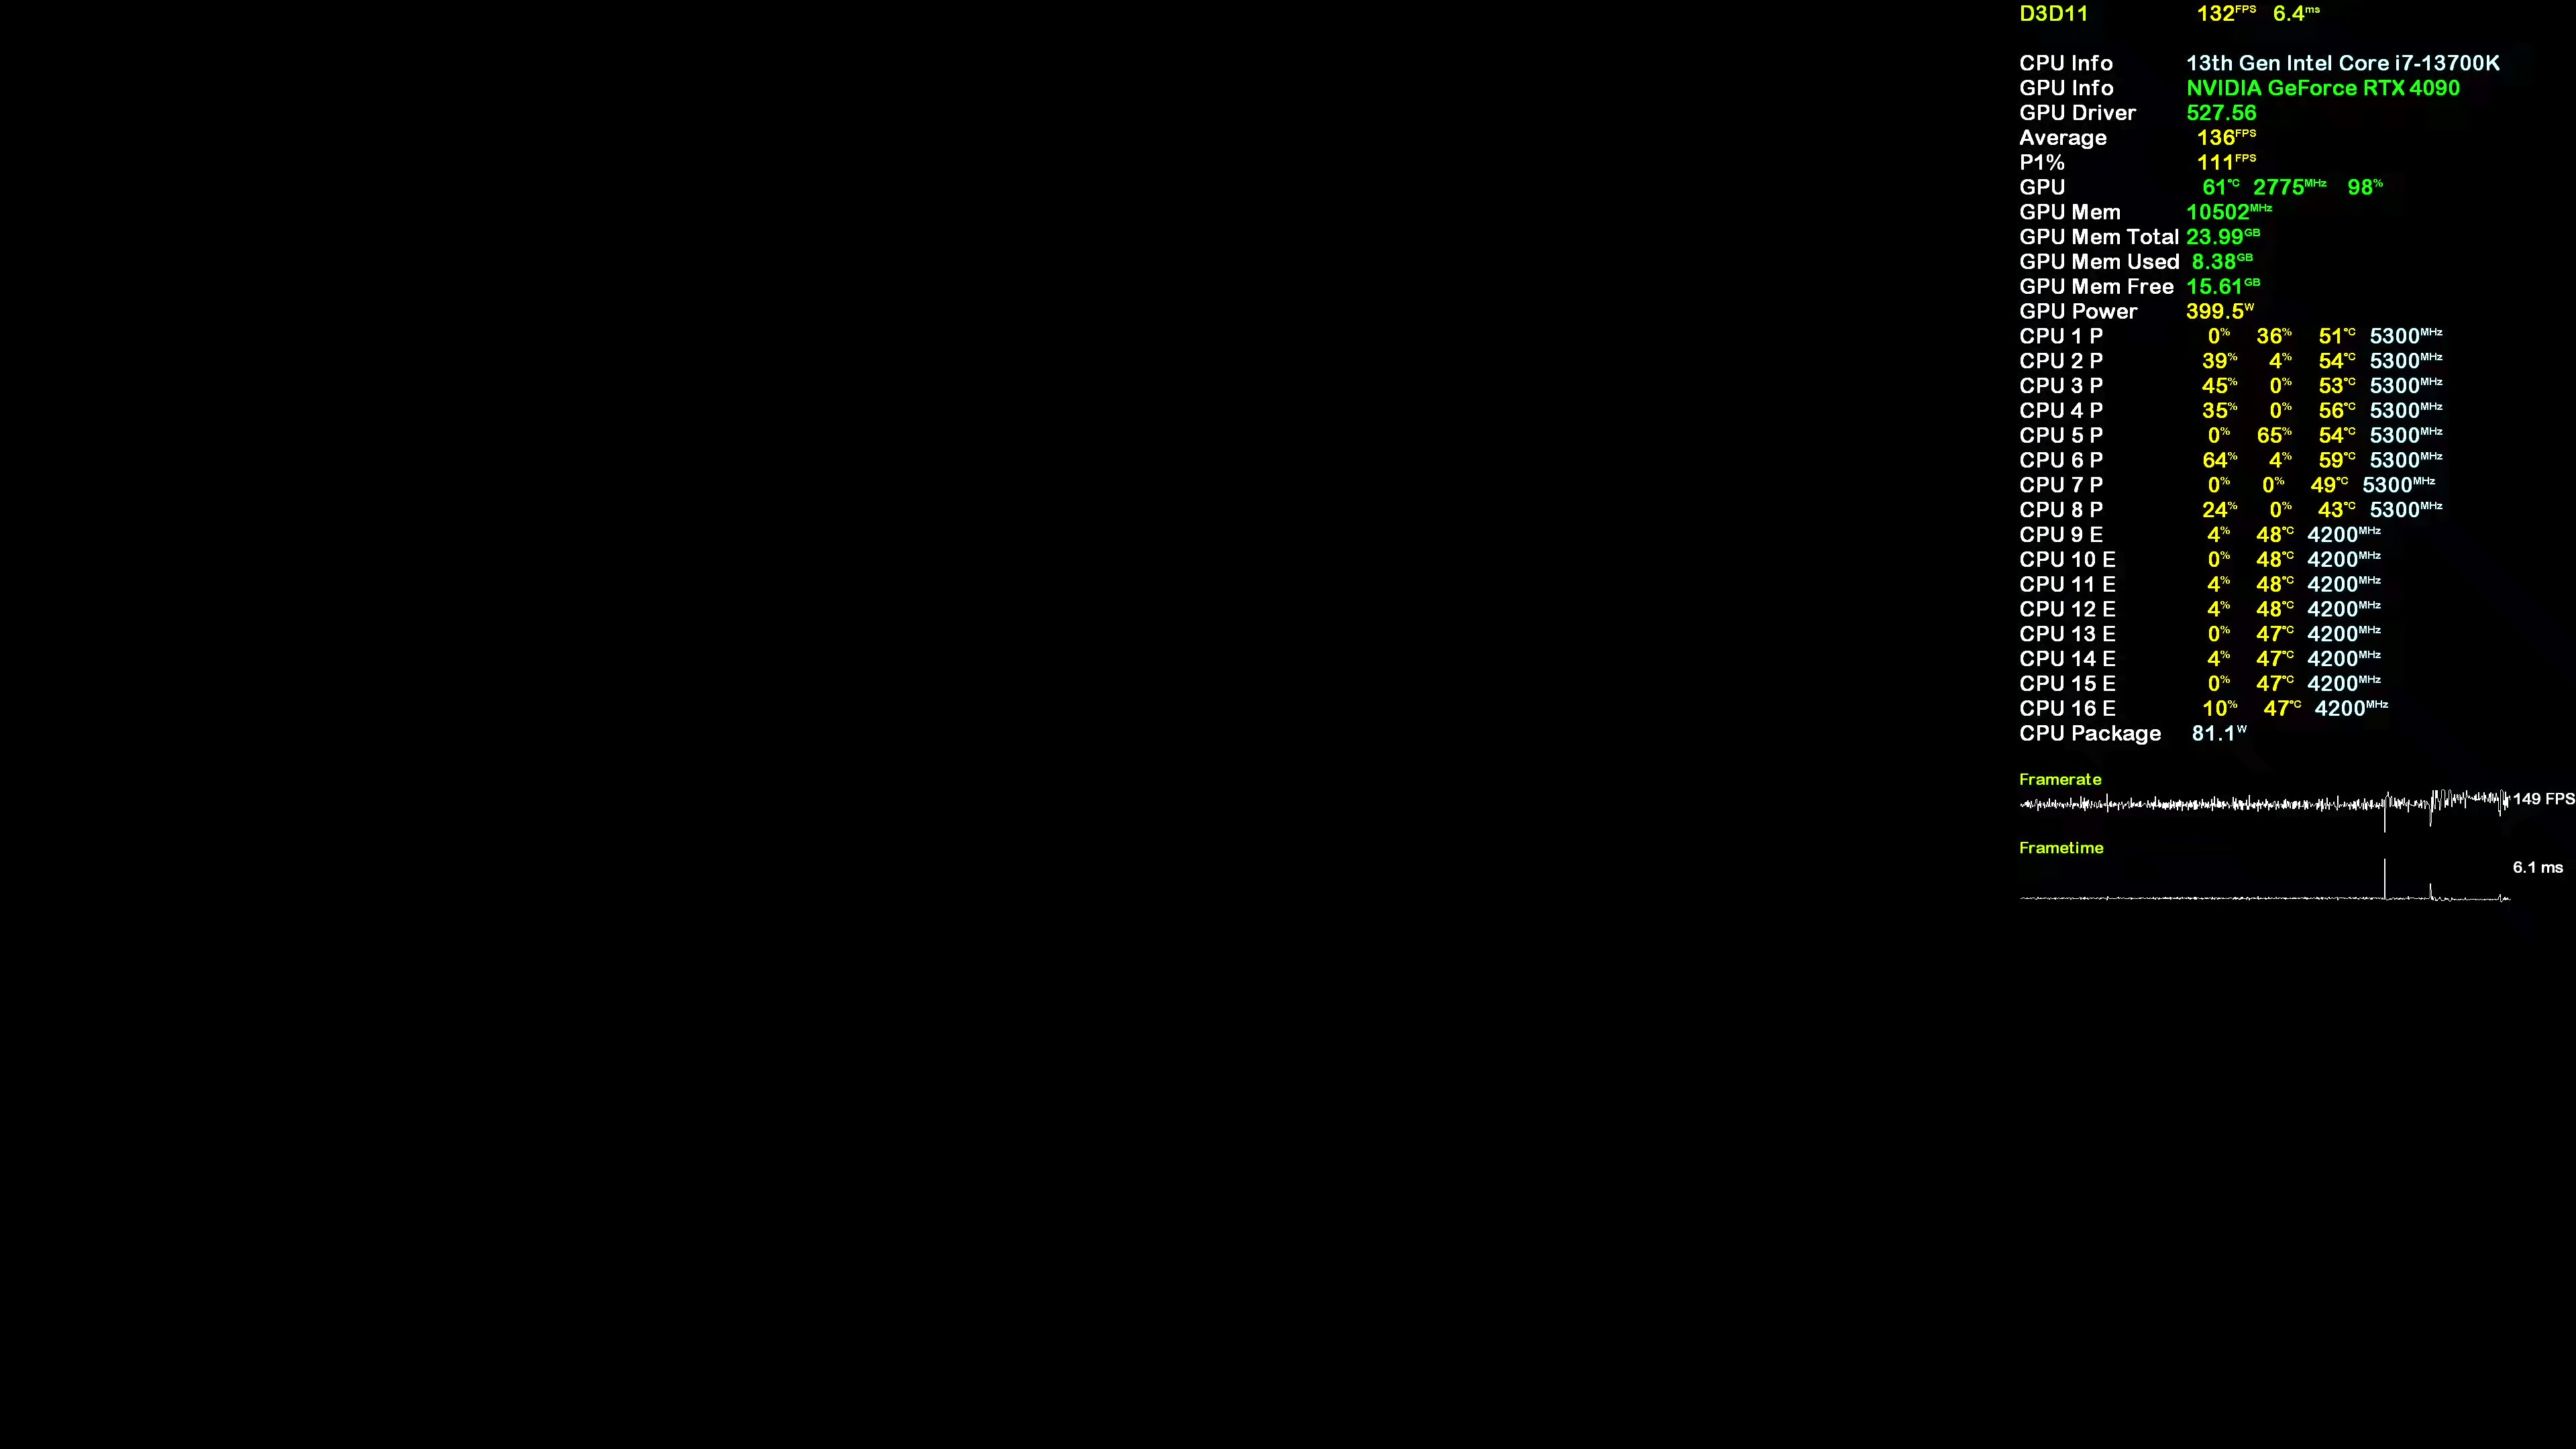 D3D11 132FPS 6.4ms
CPU Info 13th Gen Intel Core i7-13700K
GPU Info NVIDIA GeForce RTX 4090
GPU Driver 527.56
Average 136FPS
P1% 111FPS
GPU 61°C 2775MHz 98%
GPU Mem 10502MHz
GPU Mem Total 23.99GB
GPU Mem Used 8.38GB
GPU Mem Free 15.61GB
GPU Power 399.5W
CPU 1 P 0% 36% 51°C 5300MHz
CPU 2 P 39% 4% 54°C 5300MHz
CPU 3 P 45% 0% 53°C 5300MHz
CPU 4 P 35% 0% 56°C 5300MHz
CPU 5 P 0% 65% 54°C 5300MHz
CPU 6 P 64% 4% 59°C 5300MHz
CPU 7 P 0% 0% 49°C 5300MHz
CPU 8 P 24% 0% 43°C 5300MHz
CPU 9 E 4% 48°C 4200MHz
CPU 10 E 0% 48°C 4200MHz
CPU 11 E 4% 48°C 4200MHz
CPU 12 E 4% 48°C 4200MHz
CPU 13 E 0% 47°C 4200MHz
CPU 14 E 4% 47°C 4200MHz
CPU 15 E 0% 47°C 4200MHz
CPU 16 E 10% 47°C 4200MHz
CPU Package 81.1W
Framerate
149 FPS
Frametime
6.1 ms